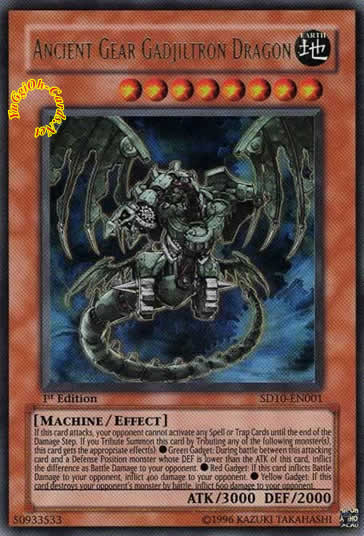 ANCIENT GEAR GADJILTRON DRAGON
EARTH
地
YuGiOh-Cards.Net
1st Edition
SD10-EN001
[MACHINE / EFFECT]
If this card attacks, your opponent cannot activate any Spell or Trap Cards until the end of the
Damage Step. If you Tribute Summon this card by Tributing any of the following monster(s),
this card gets the appropriate effect(s). ●Green Gadget: During battle between this attacking
card and a Defense Position monster whose DEF is lower than the ATK of this card, inflict
the difference as Battle Damage to your opponent. ● Red Gadget: If this card inflicts Battle
Damage to your opponent, inflict 400 damage to your opponent. ● Yellow Gadget: If this
card destroys your opponent's monster by battle, inflict 600 damage to your opponent.
ATK/3000 DEF/2000
50933533
©1996 KAZUKI TAKAHASHI